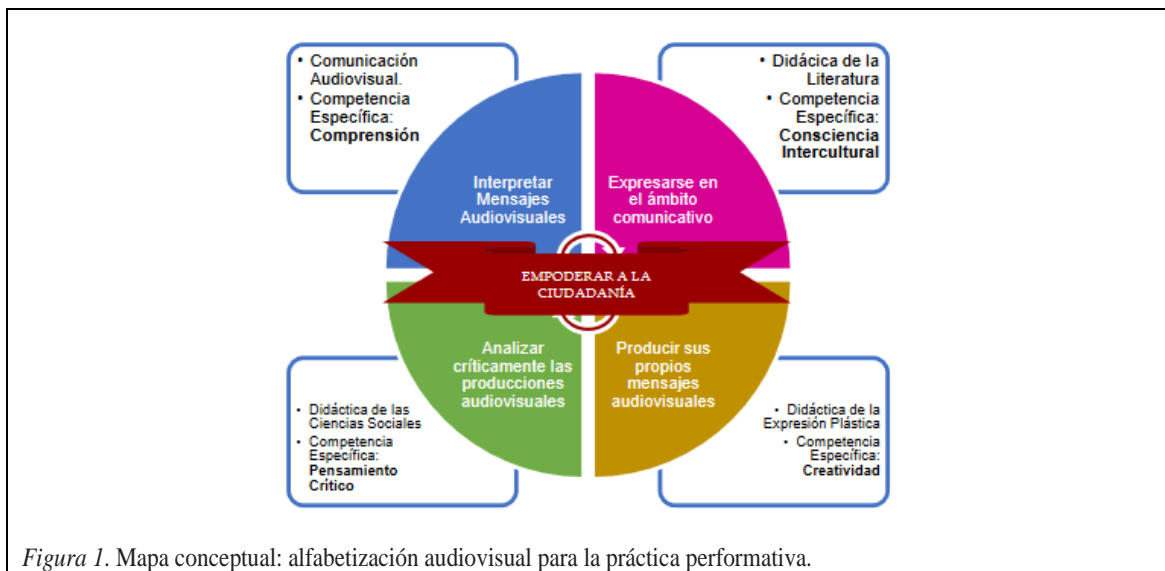 • Comunicación
Audiovisual.
• Competencia
Específica:
Comprensión
• Didácica de la
Literatura
• Competencia
Específica:
Consciencia
Intercultural
Interpretar
Mensajes
Audiovisuales
Expresarse en
el ámbito
comunicativo
EMPODERAR A LA
CIUDADANÍA
Analizar
críticamente las
producciones
audiovisuales
Producir sus
propios
mensajes
audiovisuales
• Didáctica de las
Ciencias Sociales
• Competencia
Específica:
Pensamiento
Crítico
• Didáctica de la
Expresión Plástica
• Competencia
Específica:
Creatividad
Figura 1. Mapa conceptual: alfabetización audiovisual para la práctica performativa.